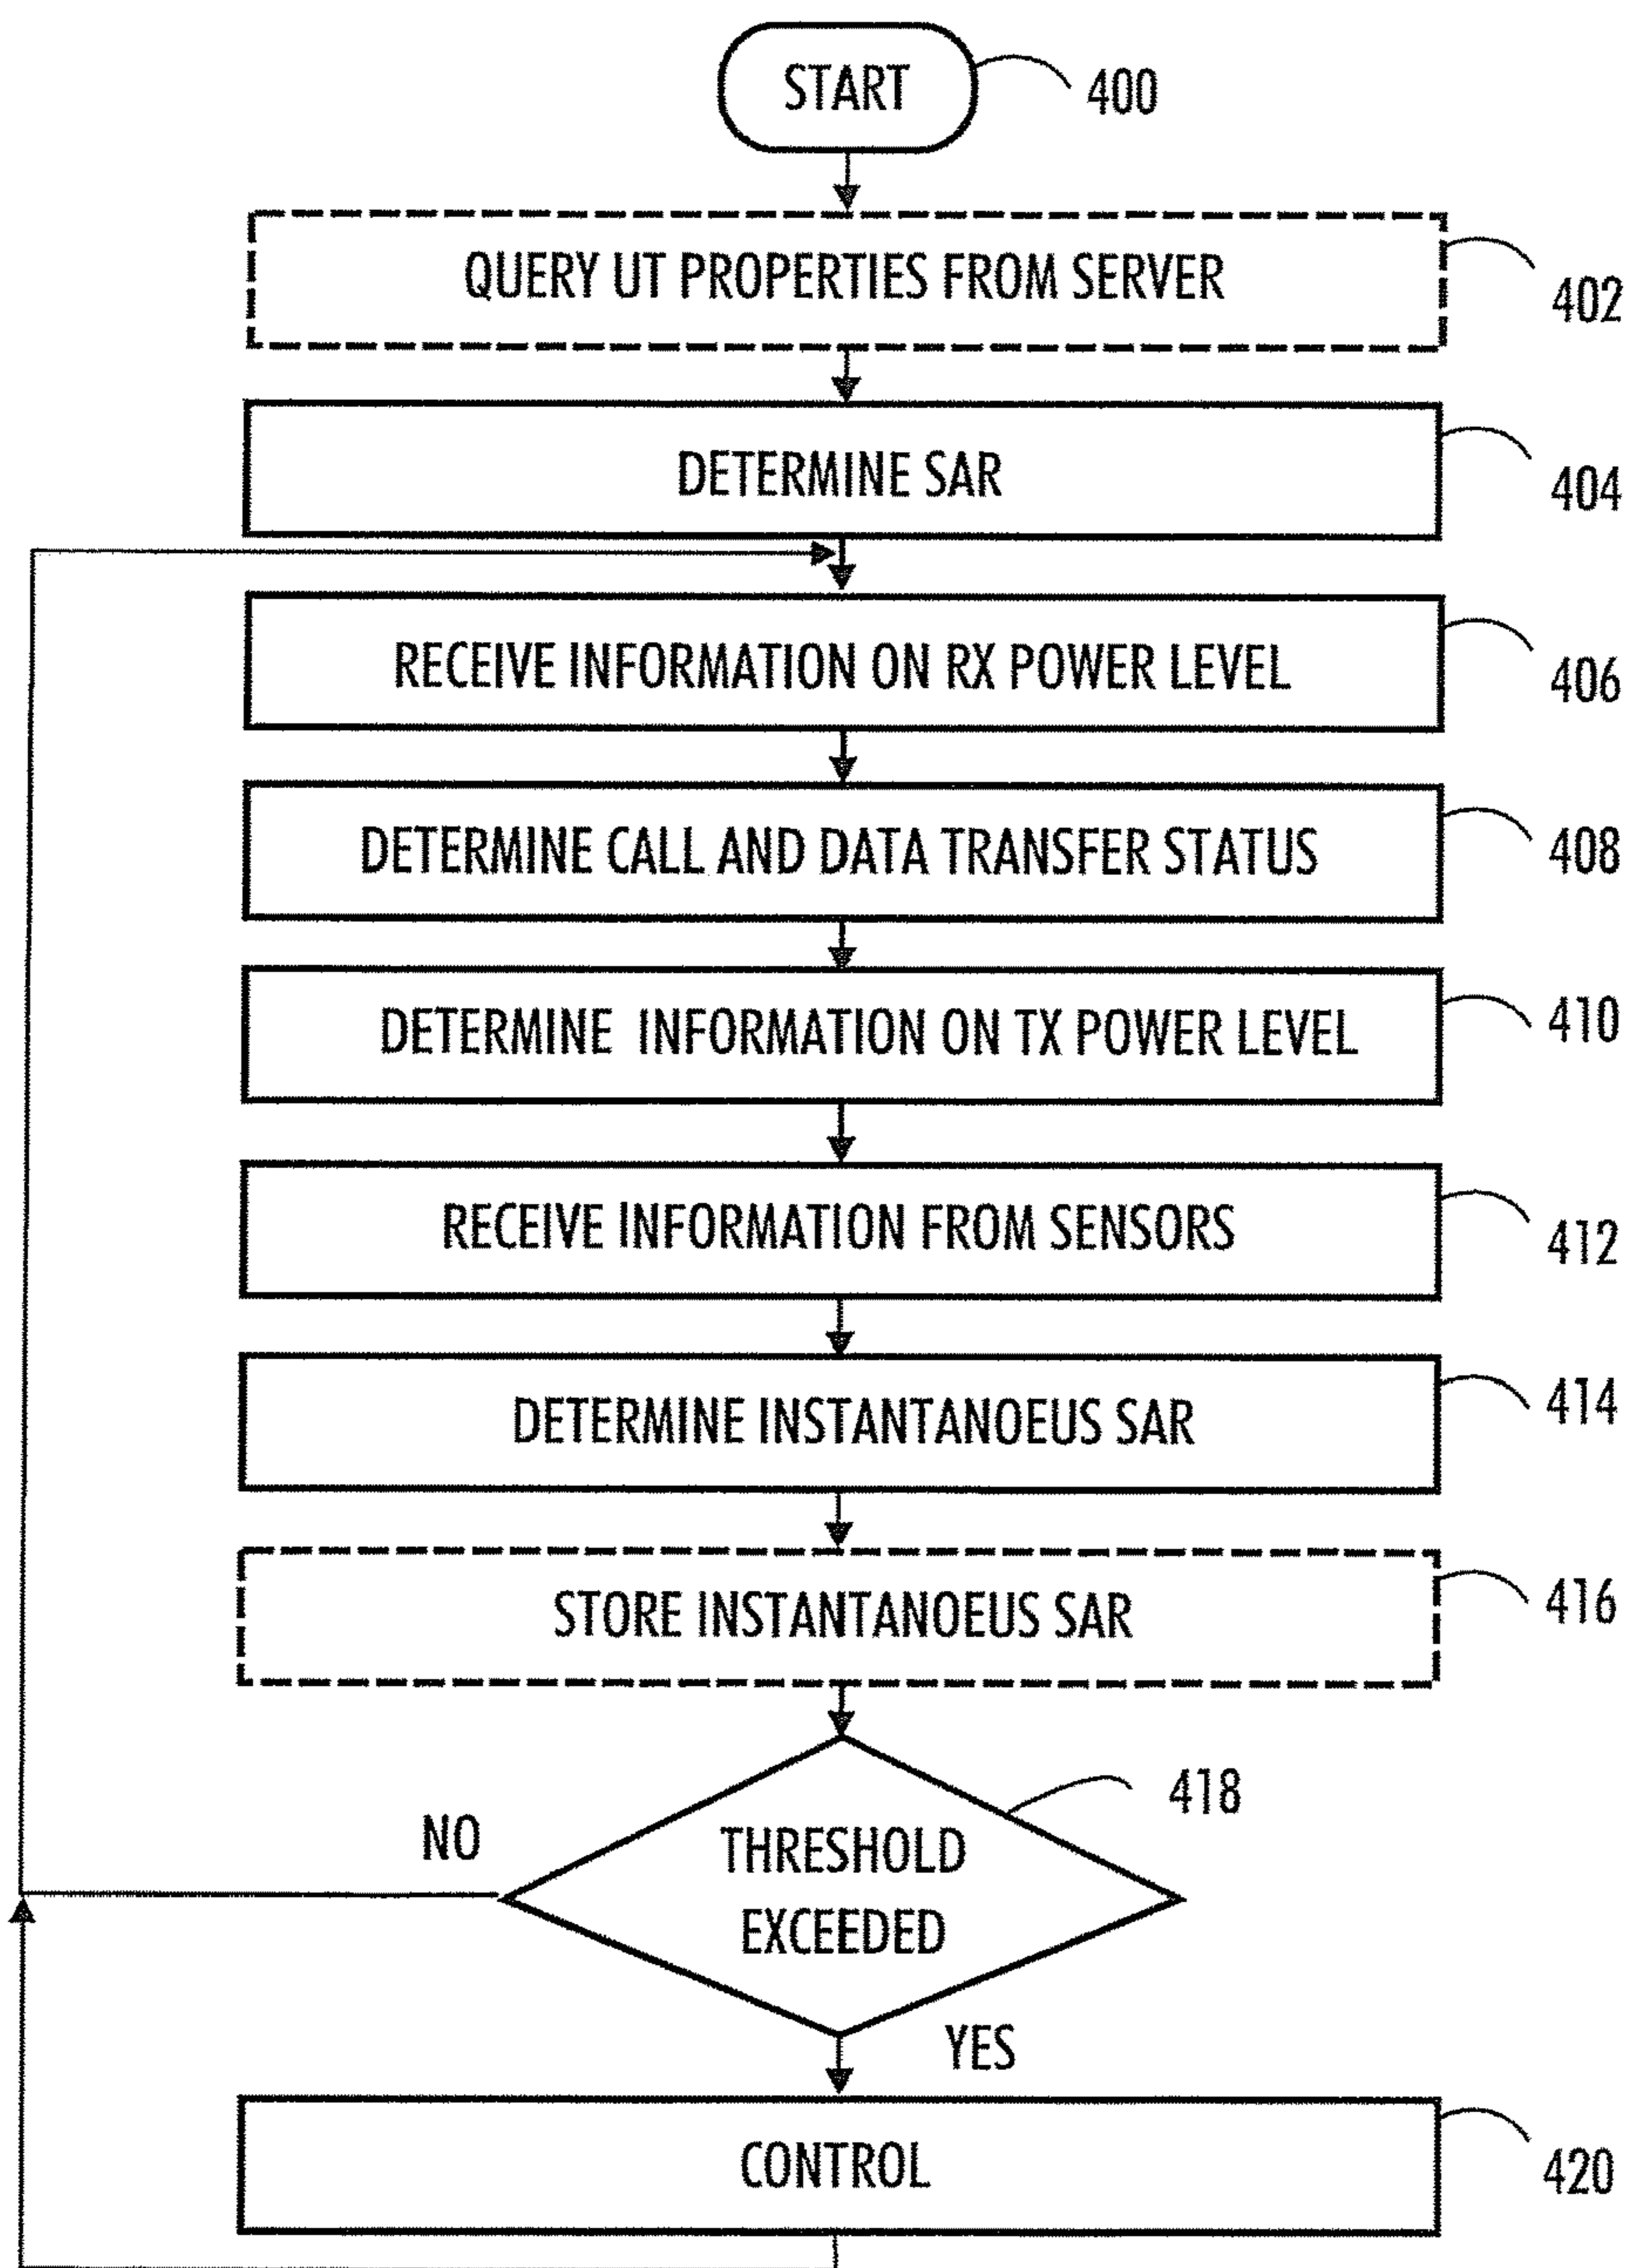 START
400
QUERY UT PROPERTIES FROM SERVER
402
DETERMINE SAR
404
RECEIVE INFORMATION ON RX POWER LEVEL
406
DETERMINE CALL AND DATA TRANSFER STATUS
408
DETERMINE INFORMATION ON TX POWER LEVEL
410
RECEIVE INFORMATION FROM SENSORS
412
DETERMINE INSTANTANOEUS SAR
414
STORE INSTANTANOEUS SAR
416
418
NO
THRESHOLD
EXCEEDED
YES
CONTROL
420